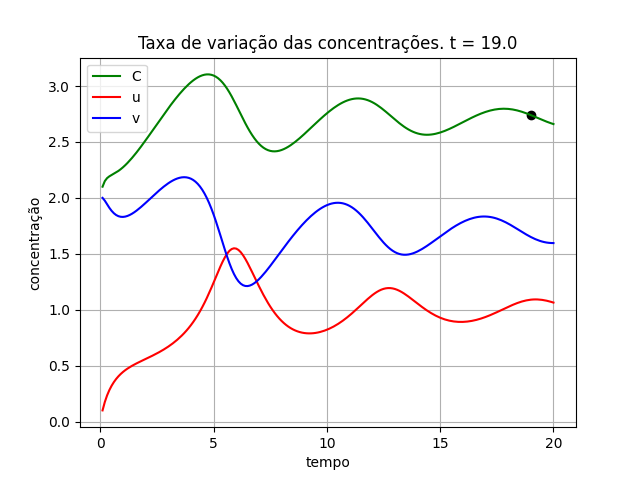 Taxa de variação das concentrações. t = 19.0
C
u
v
concentração
3.0
2.5
2.0
1.5
1.0
0.5
0.0
0 5 10 15 20
tempo